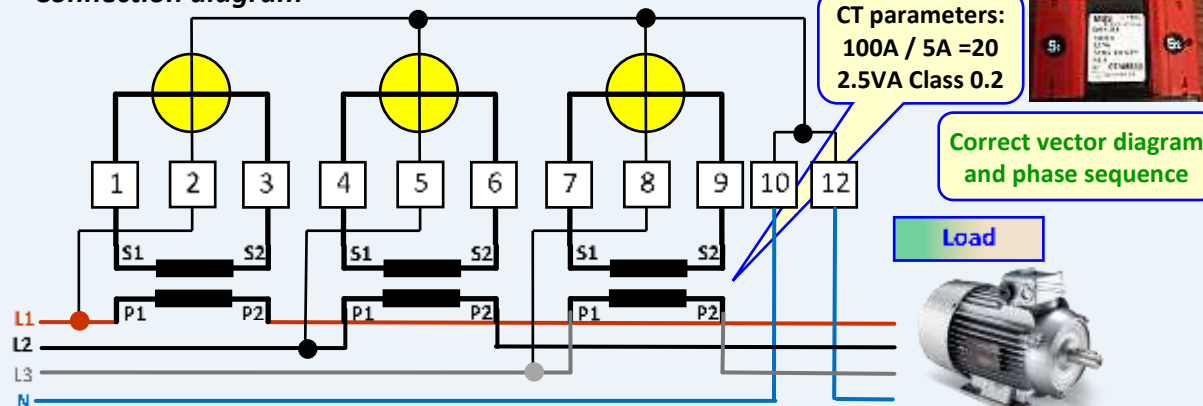 Connection diagram
CT parameters:
100A / 5A =20
2.5VA Class 0.2
S1
S2
Correct vector diagram
and phase sequence
1 2 3 4 5 6 7 8 9 10 12
Load
S1 S2 S1 S2 S1 S2
P1 P2 P1 P2 P1 P2
L1
L2
L3
N